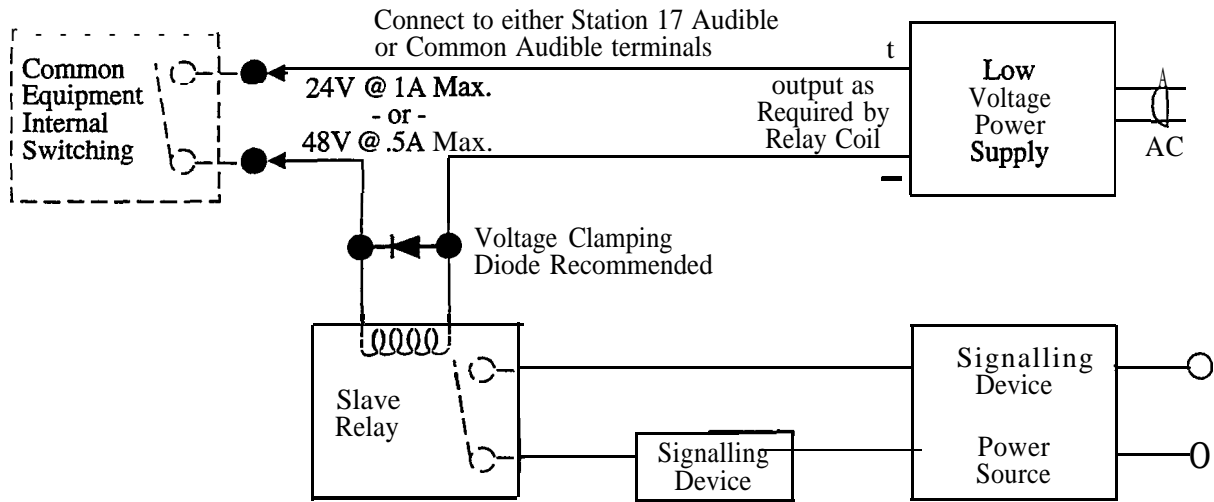 Connect to either Station 17 Audible
or Common Audible terminals
Common
Equipment
Internal
Switching
24V @ 1A Max.
- or -
48V @ .5A Max.
t
output as
Required by
Relay Coil
Low
Voltage
Power
Supply
AC
Voltage Clamping
Diode Recommended
Slave
Relay
Signalling
Device
Signalling
Device
Power
Source